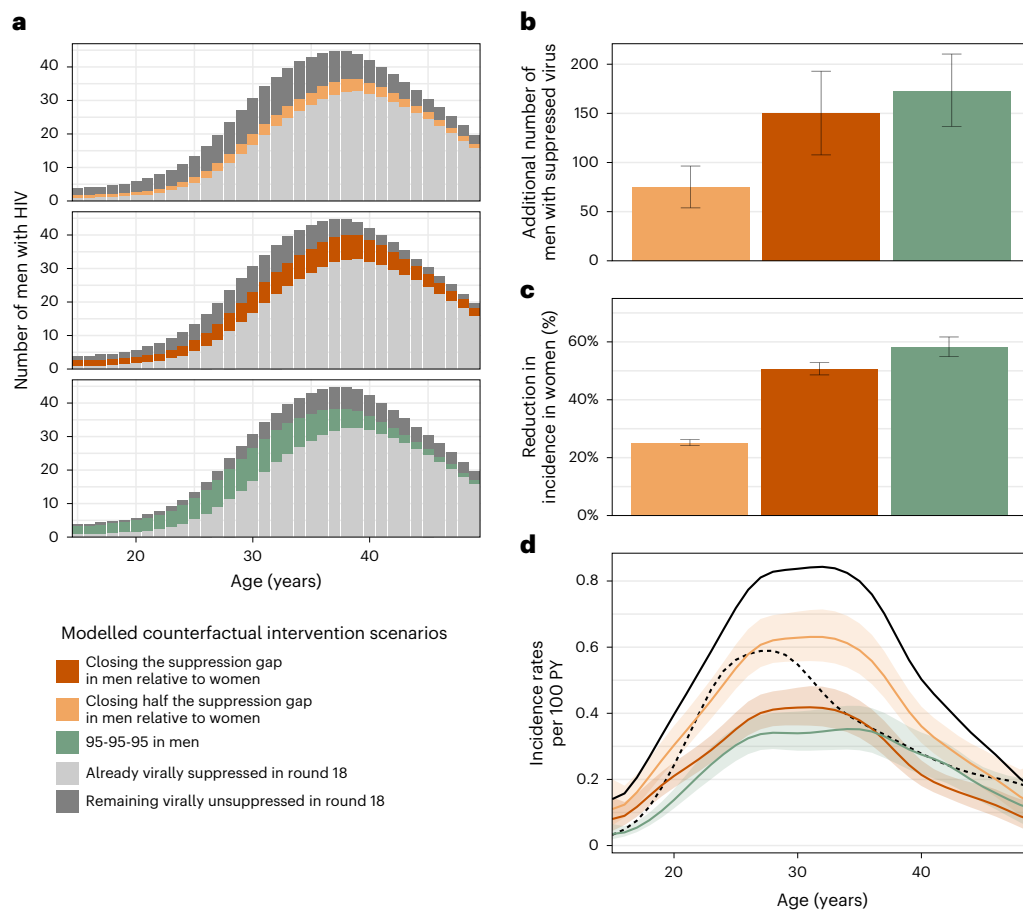 a
Number of men with HIV
40
30
20
10
0
40
30
20
10
0
40
30
20
10
0
20
30
40
Age (years)
Modelled counterfactual intervention scenarios
Closing the suppression gap
in men relative to women
Closing half the suppression gap
in men relative to women
95-95-95 in men
Already virally suppressed in round 18
Remaining virally unsuppressed in round 18
b
Additional number of
men with suppressed virus
200
150
100
50
0
c
Reduction in
incidence in women (%)
60%
40%
20%
0%
d
Incidence rates
per 100 PY
0.8
0.6
0.4
0.2
0
20
30
40
Age (years)